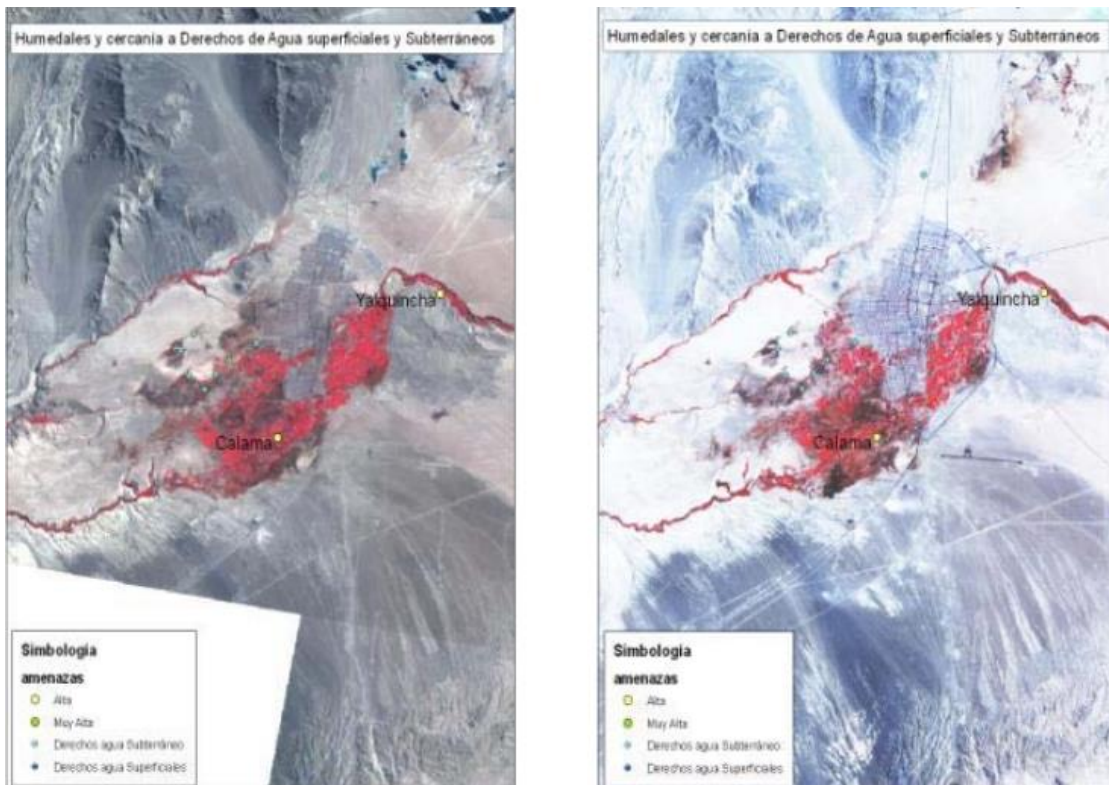 Humedales y cercanía a Derechos de Agua superficiales y Subterráneos
Yalquincha
Calama
Simbología
amenazas
Alta
Muy Alta
Derechos agua Subterráneo
Derechos agua Superficiales
Humedales y cercanía a Derechos de Agua superficiales y Subterráneos
Yalquincha
Calama
Simbología
amenazas
Alta
Muy Alta
Derechos agua Subterráneo
Derechos agua Superficiales